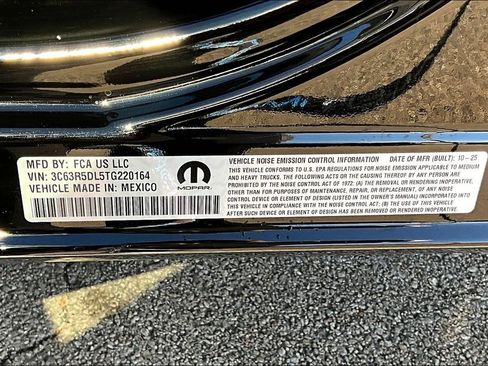 MFD BY: FCA US LLC
VIN: 3C63R5DL5TG220164
VEHICLE MADE IN: MEXICO
MOPAR
VEHICLE NOISE EMISSION CONTROL INFORMATION DATE OF MFR (BUILT): 10-25
THIS VEHICLE CONFORMS TO U.S. EPA REGULATIONS FOR NOISE EMISSION APPLICABLE TO MEDIUM
AND HEAVY TRUCKS. THE FOLLOWING ACTS OR THE CAUSING THEREOF BY ANY PERSON ARE
PROHIBITED BY THE NOISE CONTROL ACT OF 1972: (A) THE REMOVAL OR RENDERING INOPERATIVE,
OTHER THAN FOR PURPOSES OF MAINTENANCE, REPAIR, OR REPLACEMENT, OF ANY NOISE CONTROL
DEVICE OR ELEMENT OF DESIGN (LISTED IN THE OWNER'S MANUAL) INCORPORATED INTO
THIS VEHICLE IN COMPLIANCE WITH THE NOISE CONTROL ACT; (B) THE USE OF THIS VEHICLE AFTER
SUCH DEVICE OR ELEMENT OF DESIGN HAS BEEN REMOVED OR RENDERED INOPERATIVE